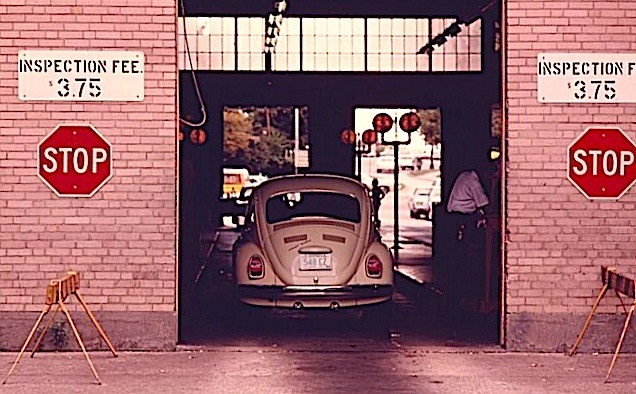 INSPECTION FEE.
$3.75
STOP
INSPECTION F
$3.75
STOP